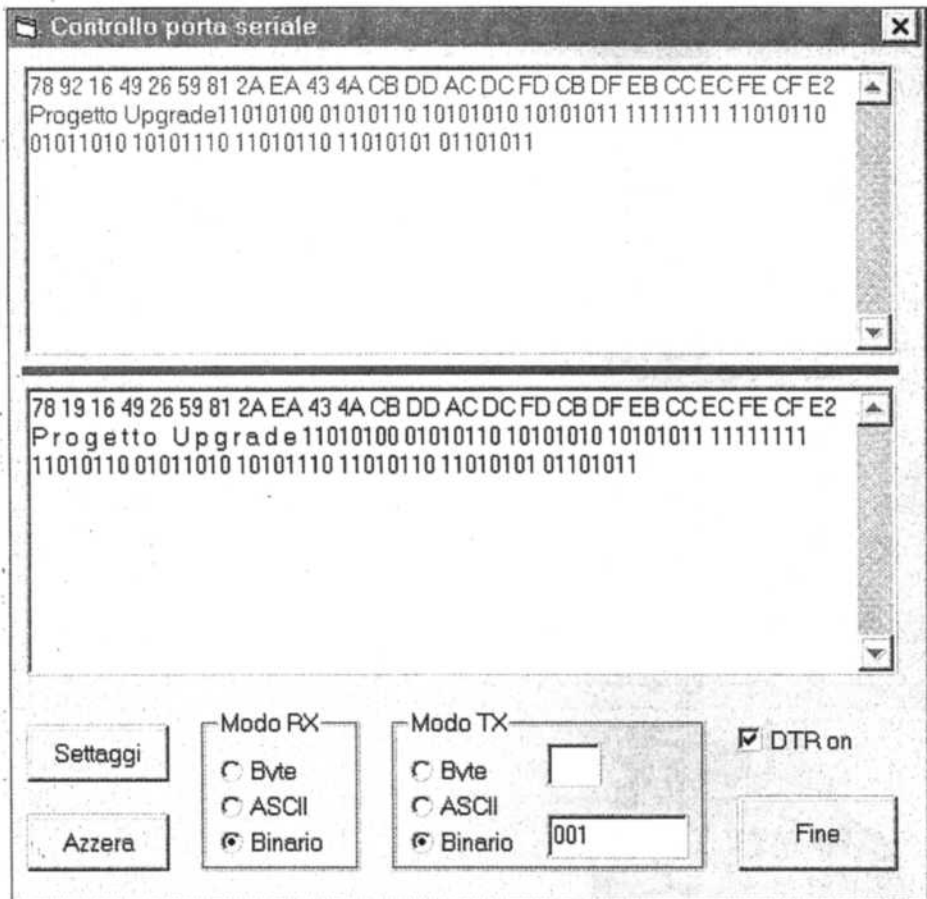 Controllo porta seriale
78 92 16 49 26 59 81 2A EA 43 4A CB DD AC DC FD CB DF EB CC EC FE CF E2
Progetto Upgrade11010100 01010110 10101010 10101011 11111111 11010110
01011010 10101110 11010110 11010101 01101011
78 19 16 49 26 59 81 2A EA 43 4A CB DD AC DC FD CB DF EB CC EC FE CF E2
Progetto Upgrade 11010100 01010110 10101010 10101011 11111111
11010110 01011010 10101110 11010110 11010101 01101011
Settaggi
Azzera
Modo RX
Byte
ASCII
Binario
Modo TX
Byte
ASCII
Binario
001
DTR on
Fine